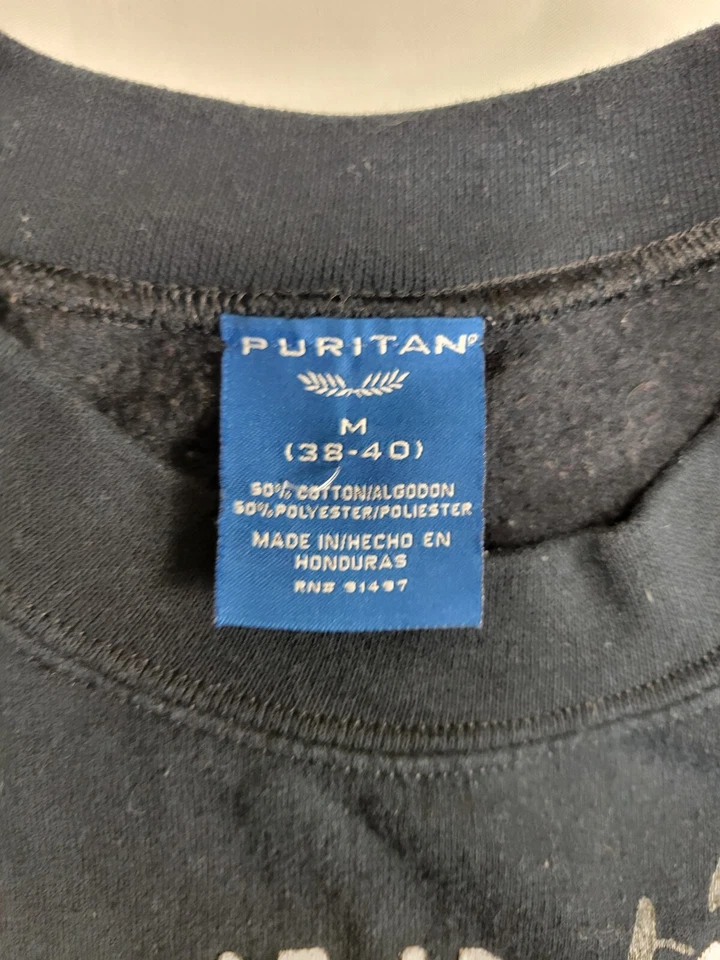 PURITAN®
M
(38-40)
50% COTTON/ALGODON
50% POLYESTER/POLIESTER
MADE IN/HECHO EN
HONDURAS
RN# 91497